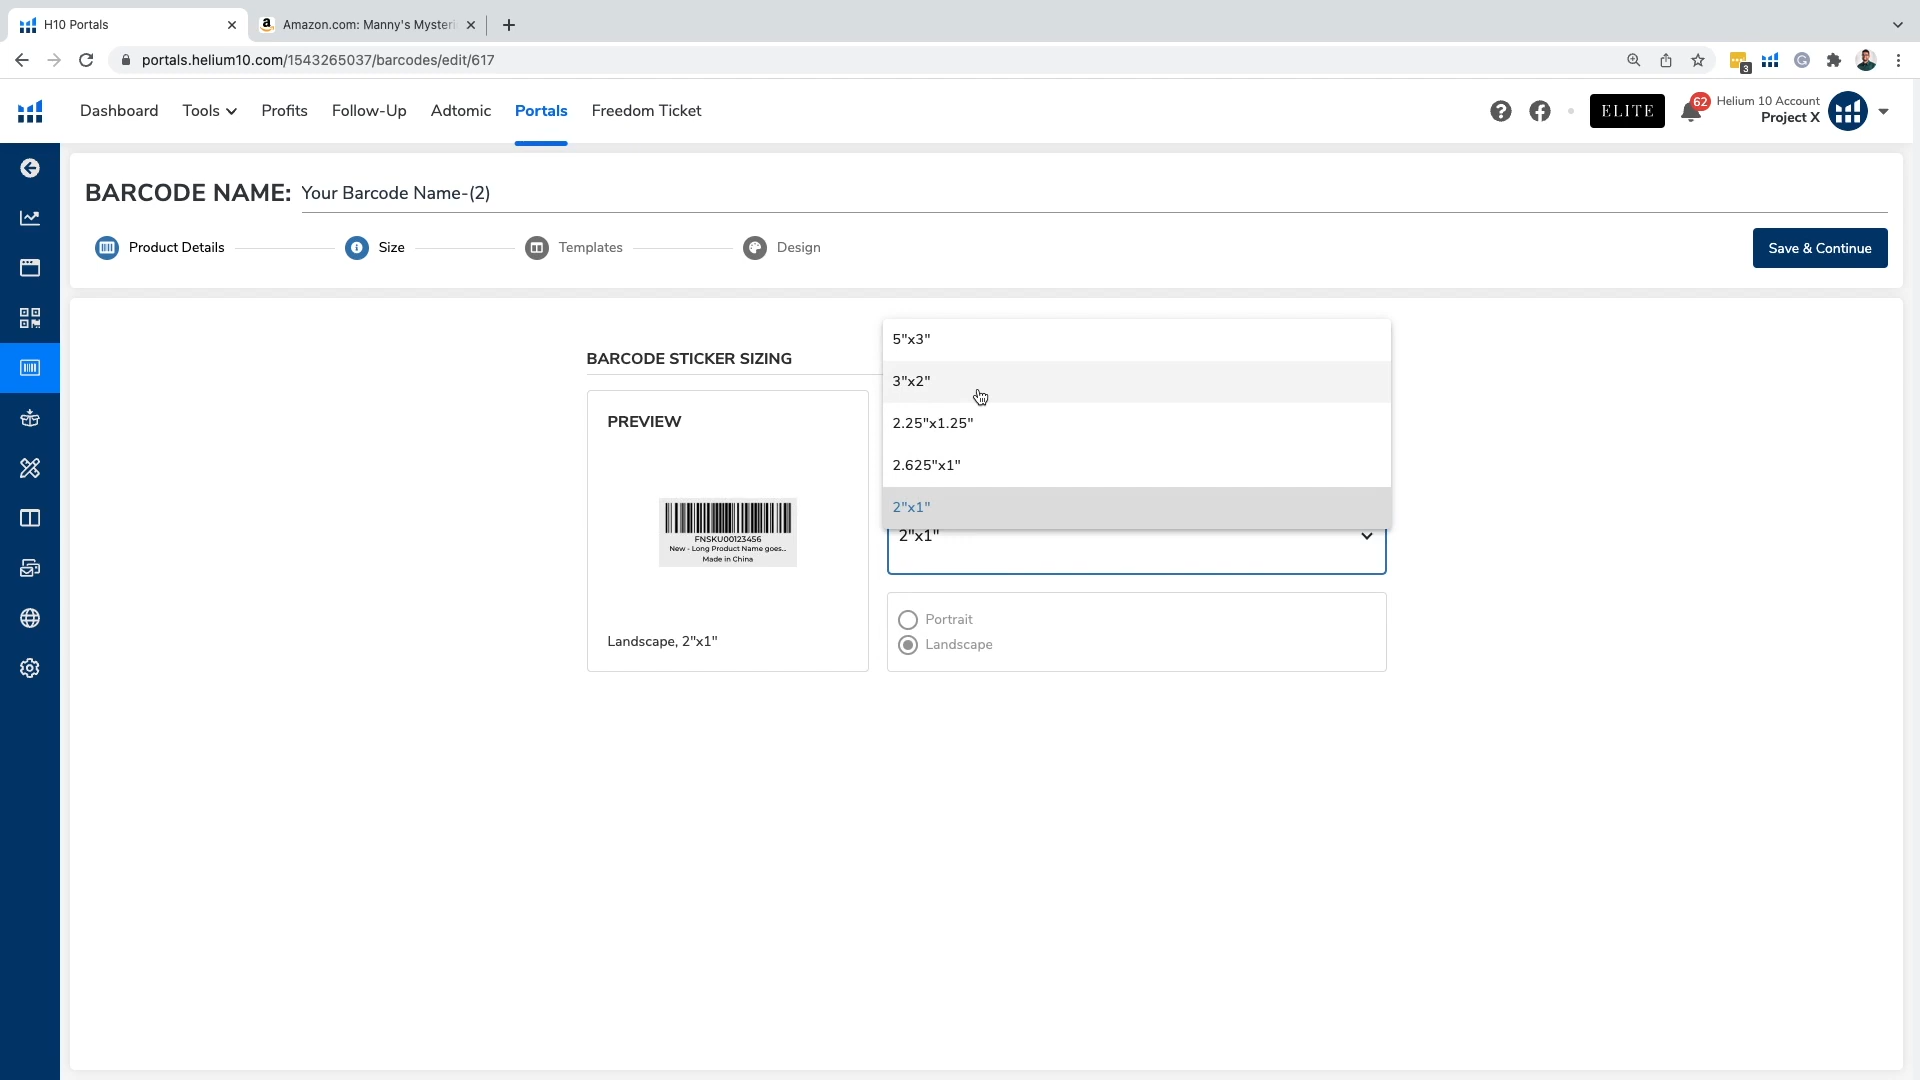 H10 Portals
Amazon.com: Manny's Mysteri
portals.helium10.com/1543265037/barcodes/edit/617
3
Dashboard
Tools
Profits
Follow-Up
Adtomic
Portals
Freedom Ticket
ELITE
62
Helium 10 Account
Project X
BARCODE NAME: Your Barcode Name-(2)
Product Details
Size
Templates
Design
Save & Continue
BARCODE STICKER SIZING
PREVIEW
FNSKU00123456
New - Long Product Name goes...
Made in China
Landscape, 2"x1"
5"x3"
3"x2"
2.25"x1.25"
2.625"x1"
2"x1"
2"x1"
Portrait
Landscape